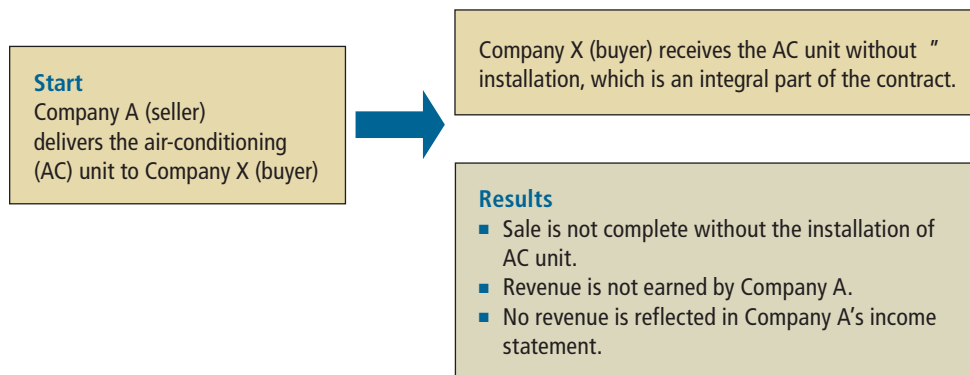 Start
Company A (seller)
delivers the air-conditioning
(AC) unit to Company X (buyer)
Company X (buyer) receives the AC unit without ”
installation, which is an integral part of the contract.
Results
■ Sale is not complete without the installation of
AC unit.
■ Revenue is not earned by Company A.
■ No revenue is reflected in Company A’s income
statement.